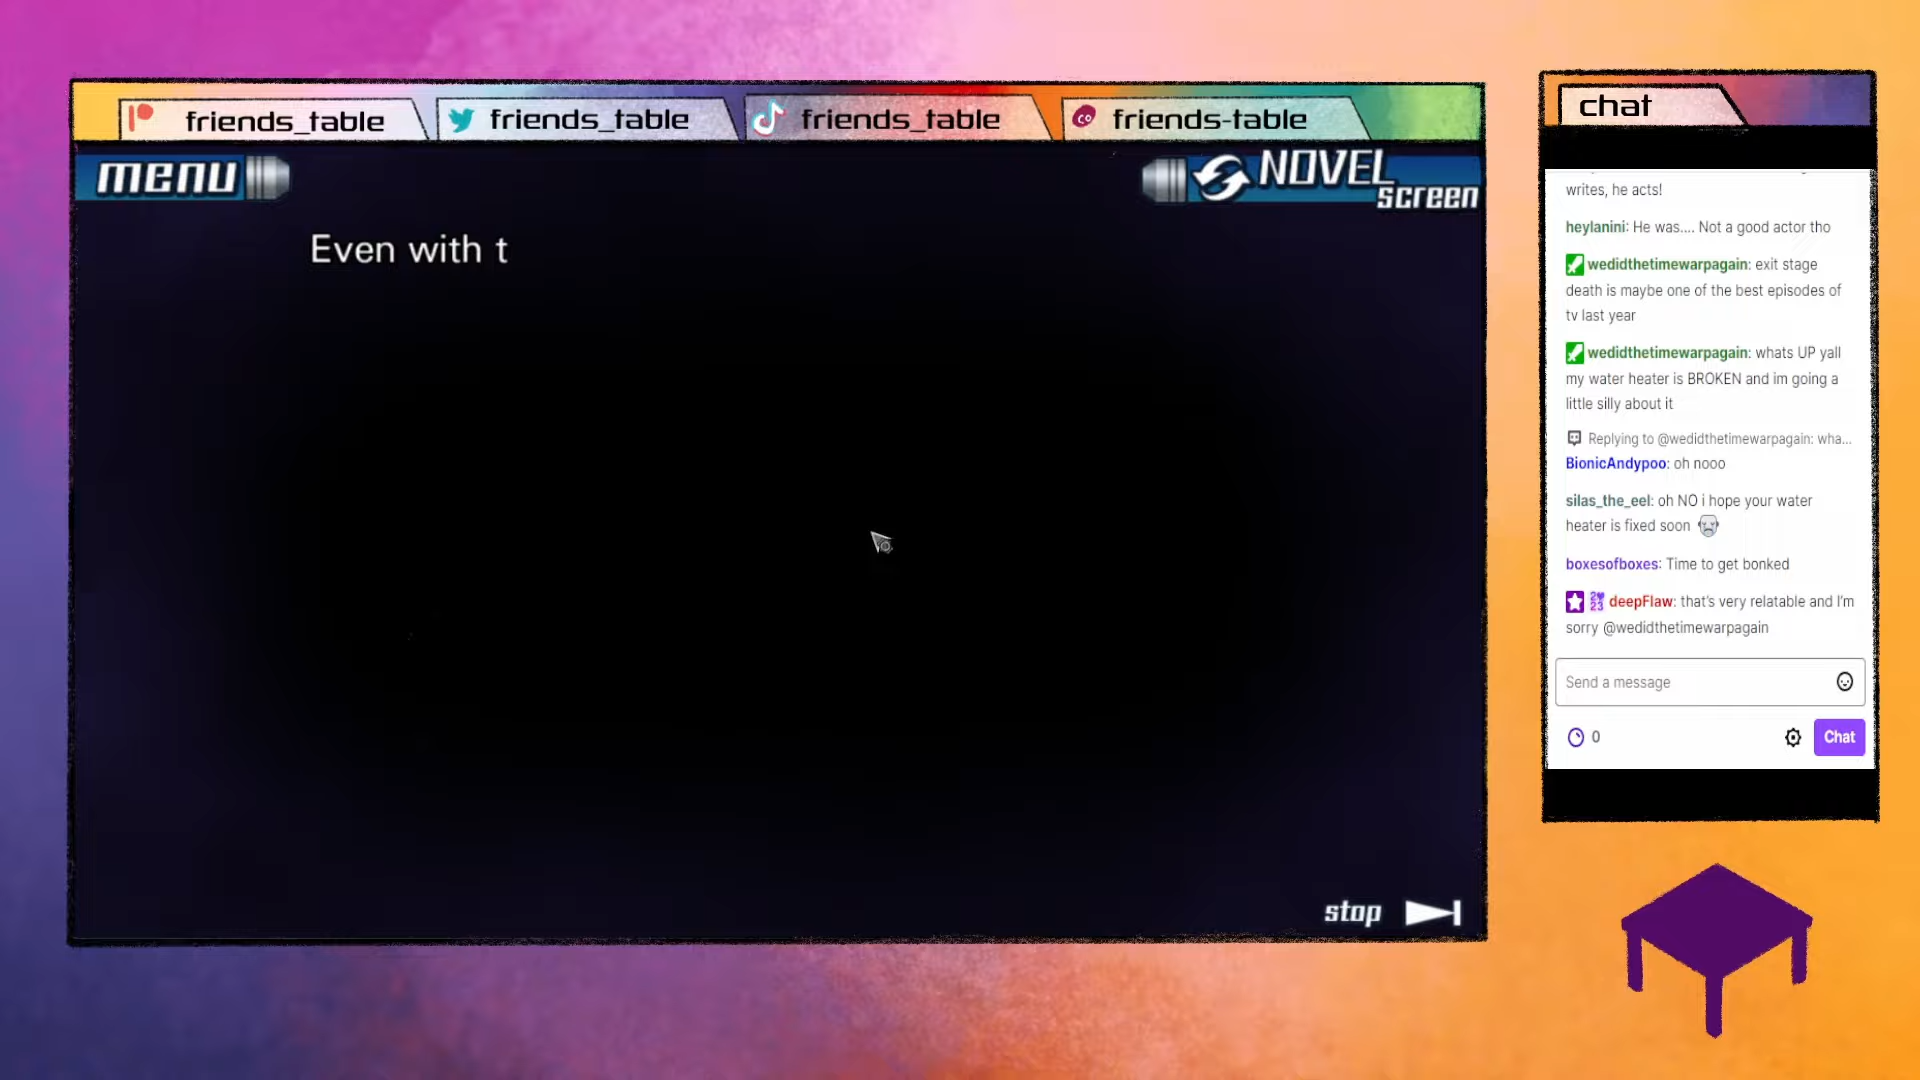 friends_table
friends_table
friends_table
friends-table
chat
menu
NOVEL
screen
Even with t
stop
writes, he acts!
heylanini: He was.... Not a good actor tho
wedidthetimewarpagain: exit stage
death is maybe one of the best episodes of
tv last year
wedidthetimewarpagain: whats UP yall
my water heater is BROKEN and im going a
little silly about it
Replying to @wedidthetimewarpagain: wha...
BionicAndypoo: oh nooo
silas_the_eel: oh NO i hope your water
heater is fixed soon
boxesofboxes: Time to get bonked
deepFlaw: that's very relatable and I'm
sorry @wedidthetimewarpagain
Send a message
0
Chat